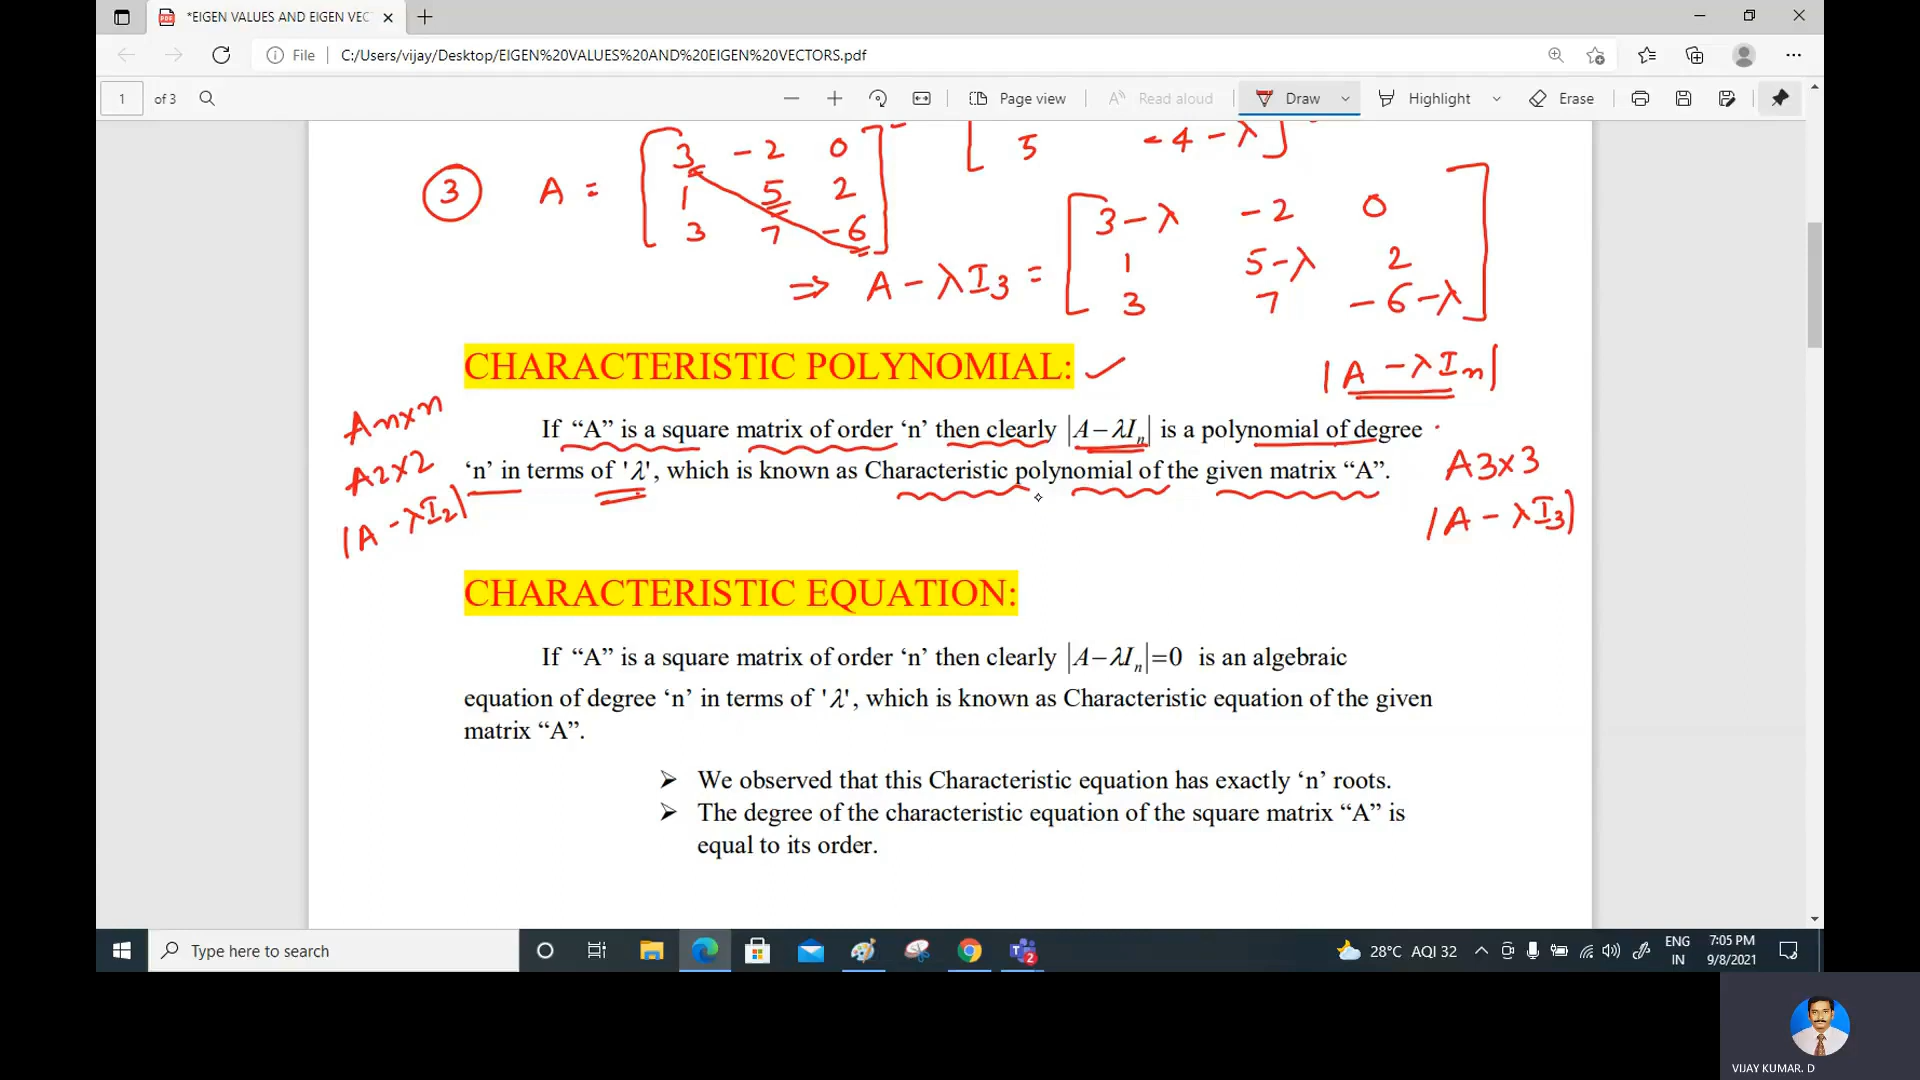 *EIGEN VALUES AND EIGEN VEC
File C:/Users/vijay/Desktop/EIGEN%20VALUES%20AND%20EIGEN%20VECTORS.pdf
1 of 3 Page view Read aloud Draw Highlight Erase
5 -4-λ
3 A = 3 -2 0
1 5 2
3 7 -6
⇒ A - λI3 = 3-λ -2 0
1 5-λ 2
3 7 -6-λ
CHARACTERISTIC POLYNOMIAL: ✓
|A - λIn|
Anxn
If “A” is a square matrix of order ‘n’ then clearly |A-λIn| is a polynomial of degree
A2x2
‘n’ in terms of 'λ', which is known as Characteristic polynomial of the given matrix “A”.
A3x3
|A - λI2|
|A - λI3|
CHARACTERISTIC EQUATION:
If “A” is a square matrix of order ‘n’ then clearly |A-λIn|=0 is an algebraic
equation of degree ‘n’ in terms of 'λ', which is known as Characteristic equation of the given
matrix “A”.
➢ We observed that this Characteristic equation has exactly ‘n’ roots.
➢ The degree of the characteristic equation of the square matrix “A” is
equal to its order.
Type here to search
2
28°C AQI 32
ENG
IN
7:05 PM
9/8/2021
VIJAY KUMAR. D